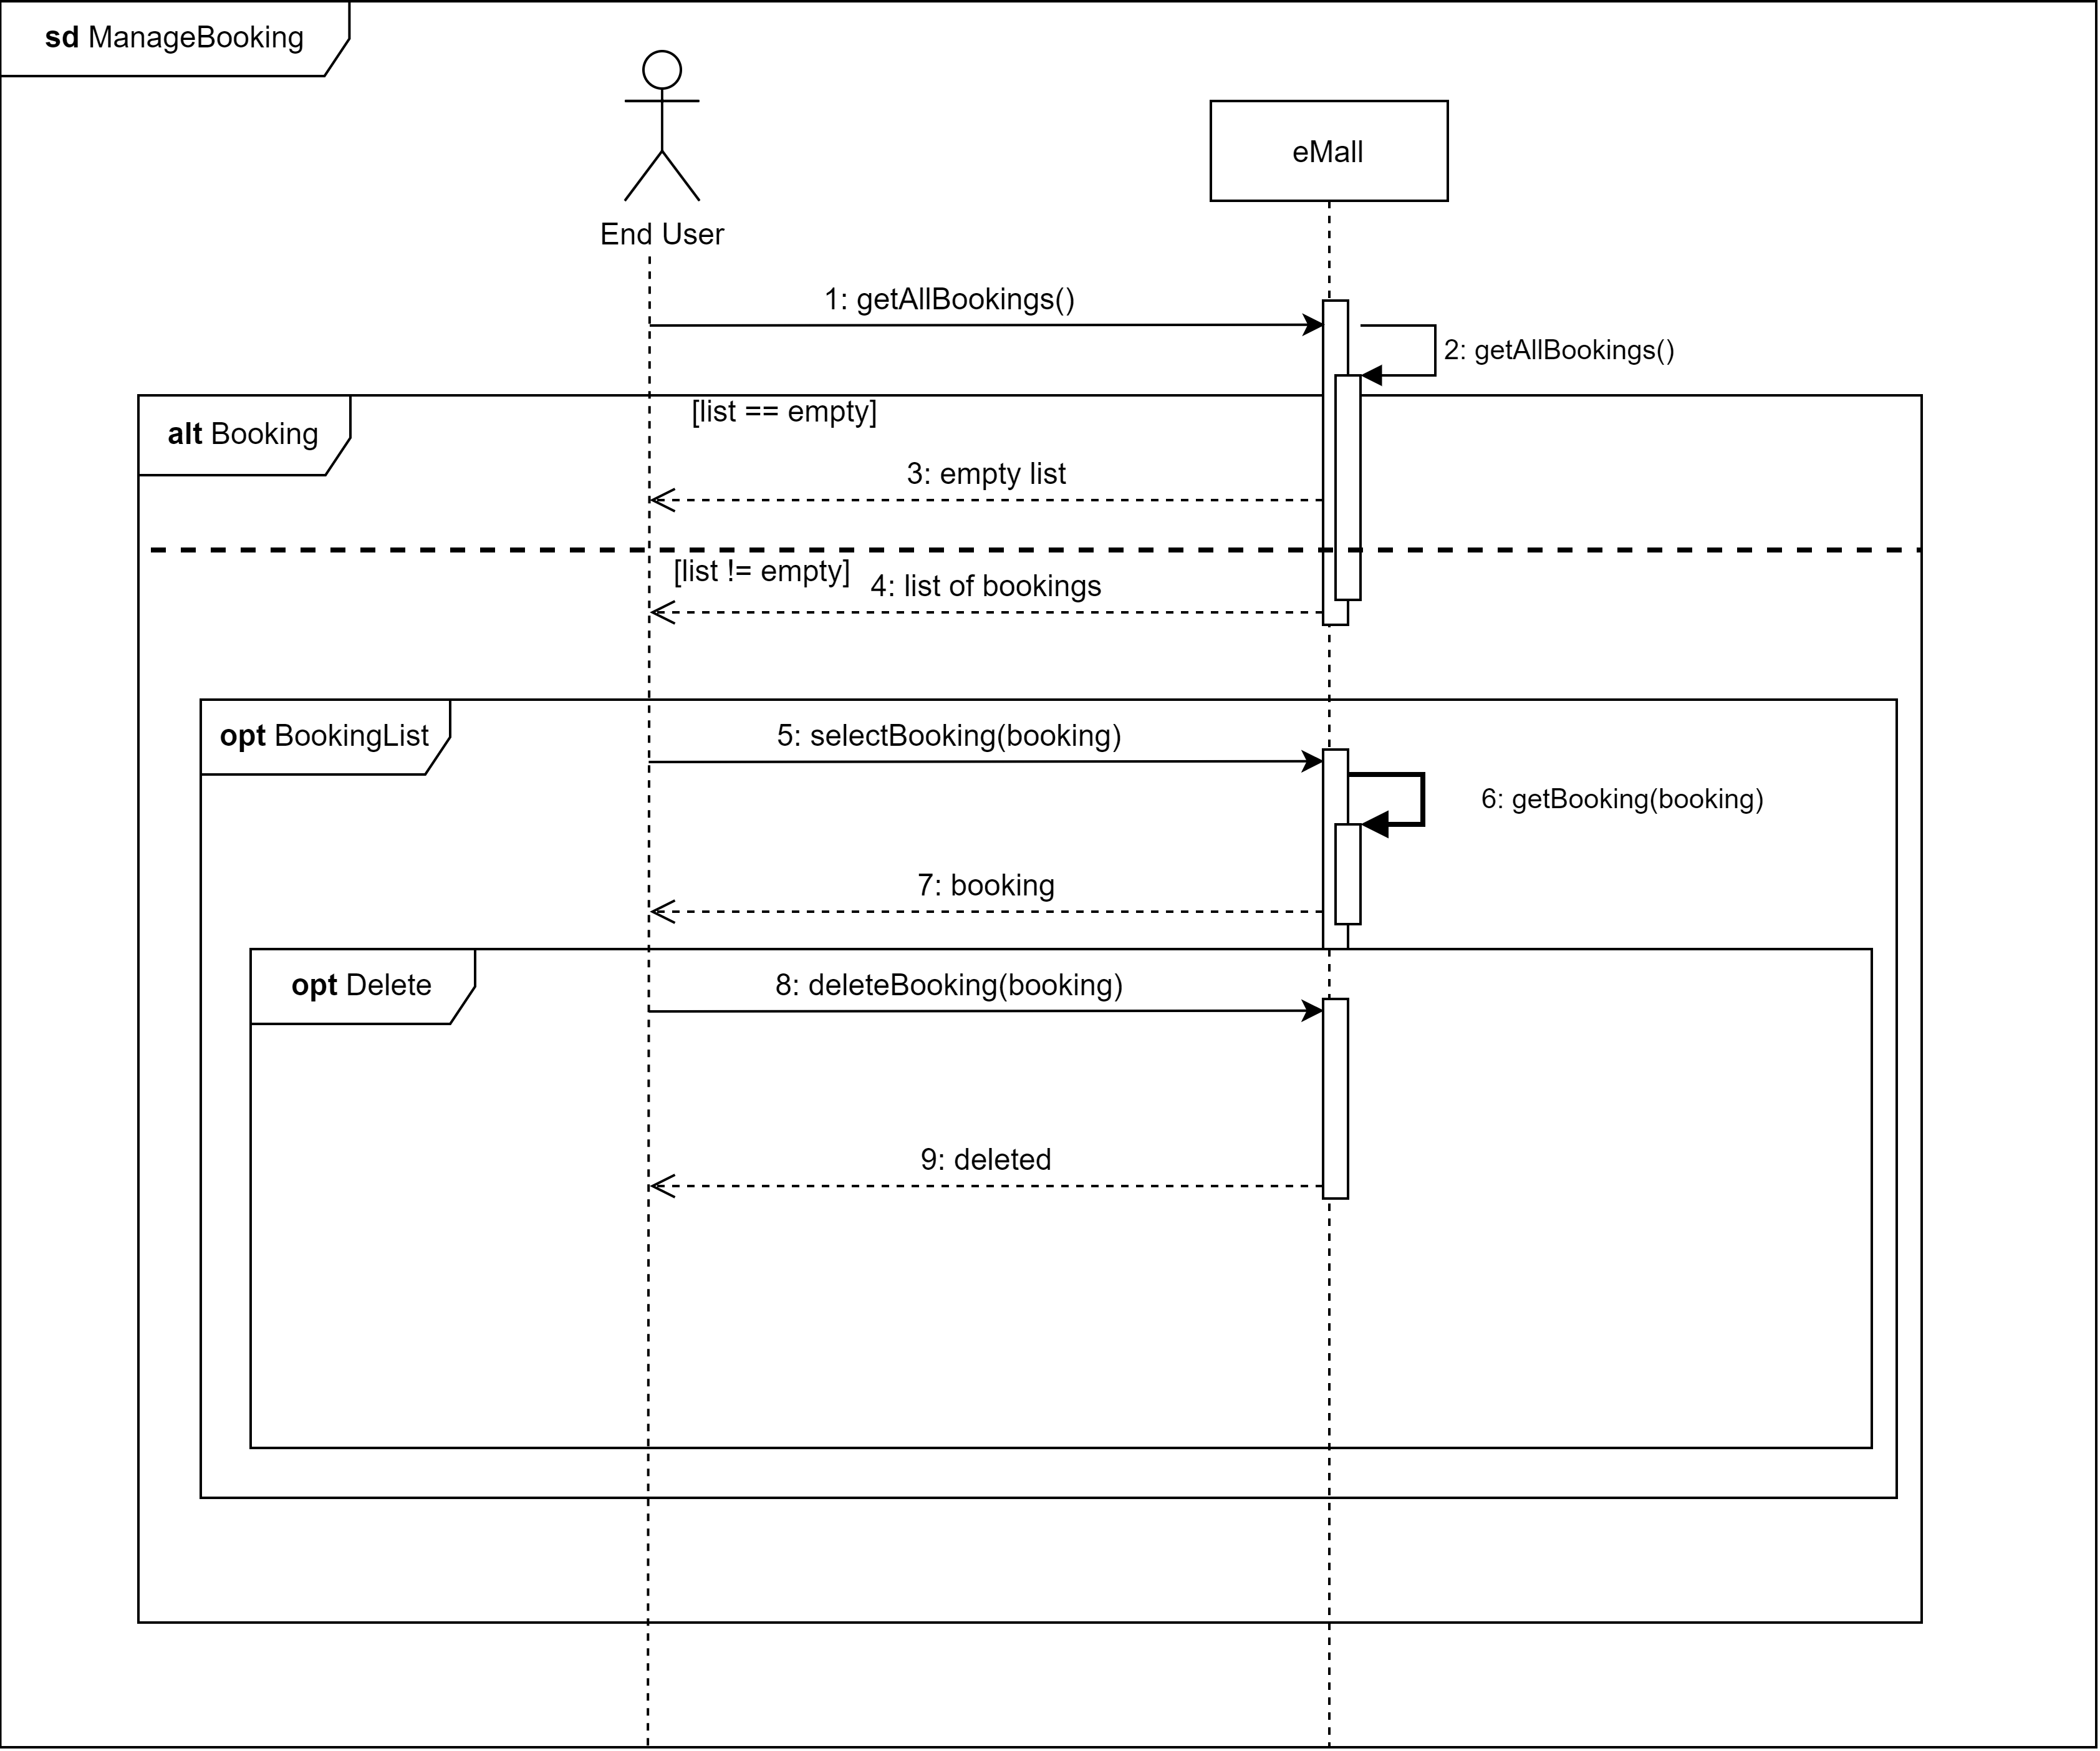 sd ManageBooking
eMall
End User
1: getAllBookings()
2: getAllBookings()
[list == empty]
alt Booking
3: empty list
[list != empty]
4: list of bookings
opt BookingList
5: selectBooking(booking)
6: getBooking(booking)
7: booking
opt Delete
8: deleteBooking(booking)
9: deleted